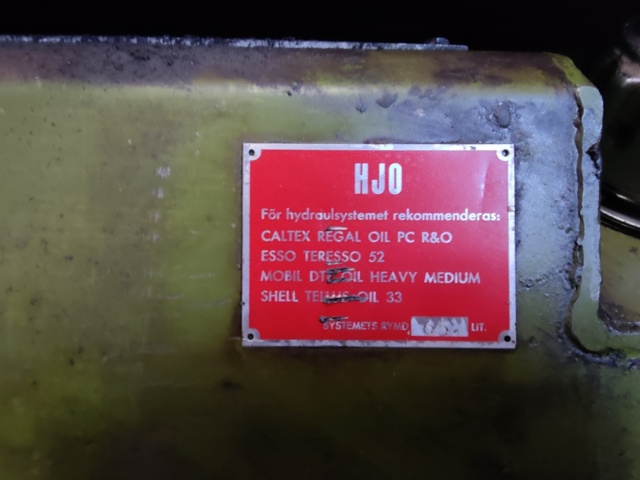 HJO
För hydraulsystemet rekommenderas:
CALTEX REGAL OIL PC R&O
ESSO TERESSO 52
MOBIL DTE OIL HEAVY MEDIUM
SHELL TELLUS OIL 33
SYSTEMETS RYMD LIT.